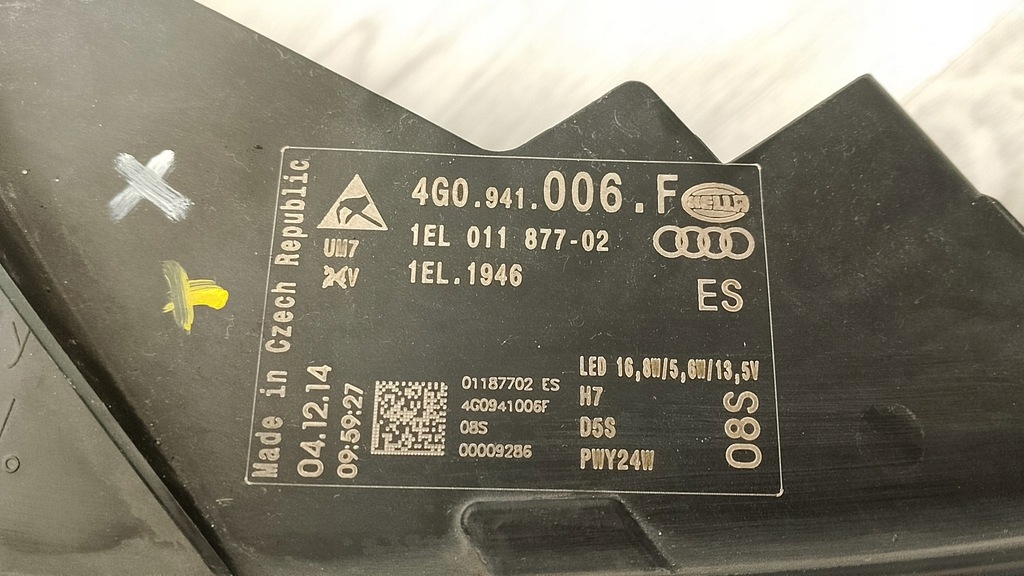 Made in Czech Republic
04.12.14
09:59:27
4G0.941.006.F
HELLA
1EL 011 877-02
UM7
1EL.1946
ES
01187702 ES
4G0941006F
08S
00009286
LED 16,8W/5,6W/13,5V
H7
D5S
PWY24W
08S